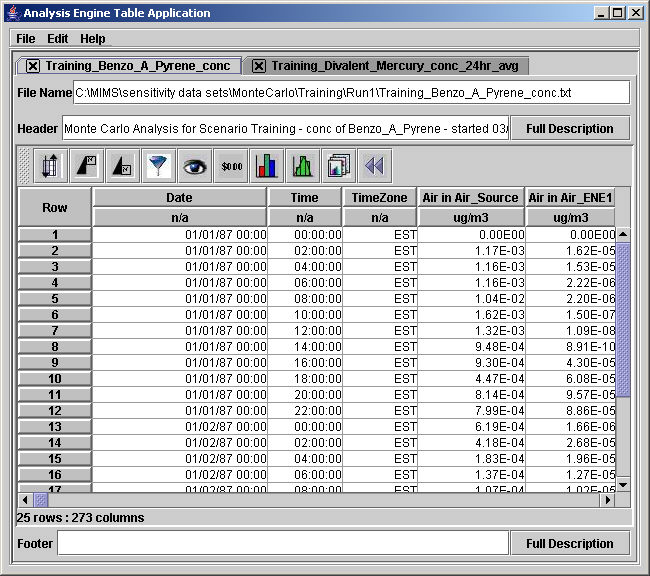 Analysis Engine Table Application
File Edit Help
Training_Benzo_A_Pyrene_conc Training_Divalent_Mercury_conc_24hr_avg
File Name C:\MIMS\sensitivity data sets\MonteCarlo\Training\Run1\Training_Benzo_A_Pyrene_conc.txt
Header Monte Carlo Analysis for Scenario Training - conc of Benzo_A_Pyrene - started 03/ Full Description
$0.00
Row Date Time TimeZone Air in Air_Source Air in Air_ENE1
n/a n/a n/a ug/m3 ug/m3
1 01/01/87 00:00 00:00:00 EST 0.00E00 0.00E00
2 01/01/87 00:00 02:00:00 EST 1.17E-03 1.62E-05
3 01/01/87 00:00 04:00:00 EST 1.16E-03 1.53E-05
4 01/01/87 00:00 06:00:00 EST 1.16E-03 2.22E-06
5 01/01/87 00:00 08:00:00 EST 1.04E-02 2.20E-06
6 01/01/87 00:00 10:00:00 EST 1.62E-03 1.50E-07
7 01/01/87 00:00 12:00:00 EST 1.32E-03 1.09E-08
8 01/01/87 00:00 14:00:00 EST 9.48E-04 8.91E-10
9 01/01/87 00:00 16:00:00 EST 9.30E-04 4.30E-05
10 01/01/87 00:00 18:00:00 EST 4.47E-04 6.08E-05
11 01/01/87 00:00 20:00:00 EST 8.14E-04 9.57E-05
12 01/01/87 00:00 22:00:00 EST 7.99E-04 8.86E-05
13 01/02/87 00:00 00:00:00 EST 6.19E-04 1.66E-06
14 01/02/87 00:00 02:00:00 EST 4.18E-04 2.68E-05
15 01/02/87 00:00 04:00:00 EST 1.83E-04 1.96E-05
16 01/02/87 00:00 06:00:00 EST 1.37E-04 1.27E-05
17 01/02/87 00:00 08:00:00 EST 1.07E-04 1.02E-05
25 rows : 273 columns
Footer Full Description